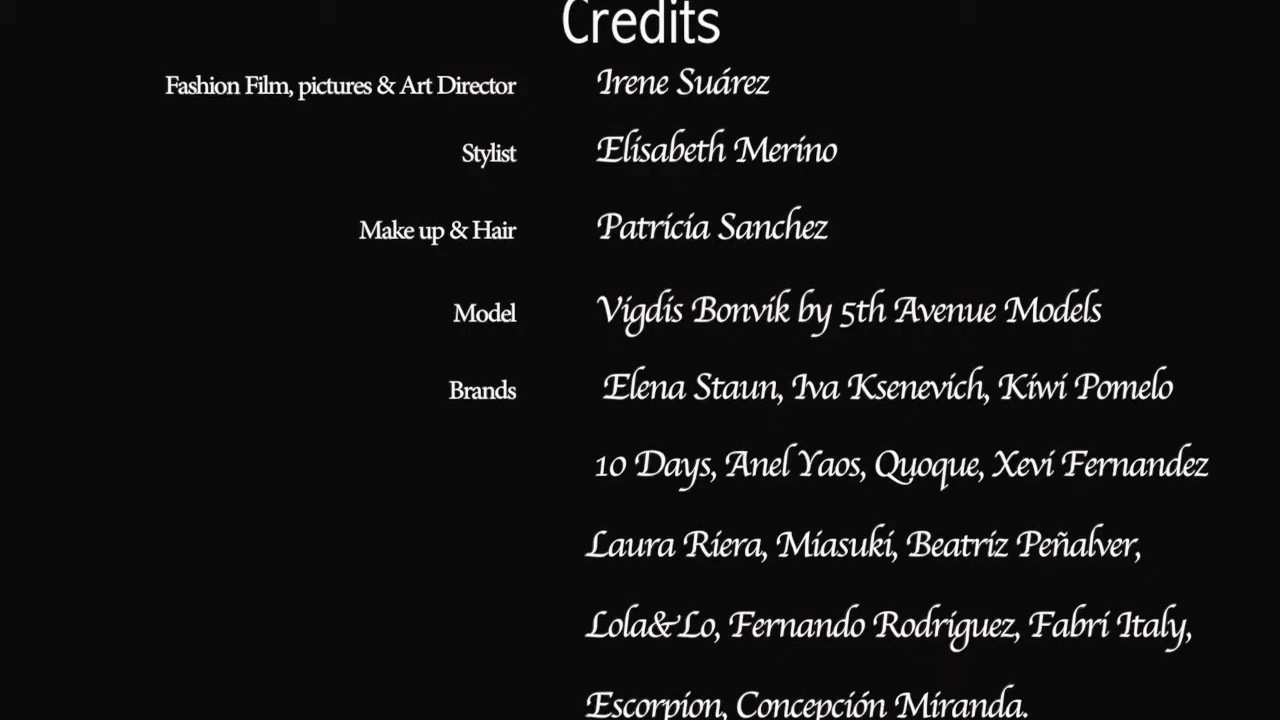 Credits
Fashion Film, pictures & Art Director Irene Suárez
Stylist Elisabeth Merino
Make up & Hair Patricia Sanchez
Model Vigdis Bonvik by 5th Avenue Models
Brands Elena Staun, Iva Ksenevich, Kiwi Pomelo
10 Days, Anel Yaos, Quoque, Xevi Fernandez
Laura Riera, Miasuki, Beatriz Peñalver,
Lola&Lo, Fernando Rodriguez, Fabri Italy,
Escorpion, Concepción Miranda.